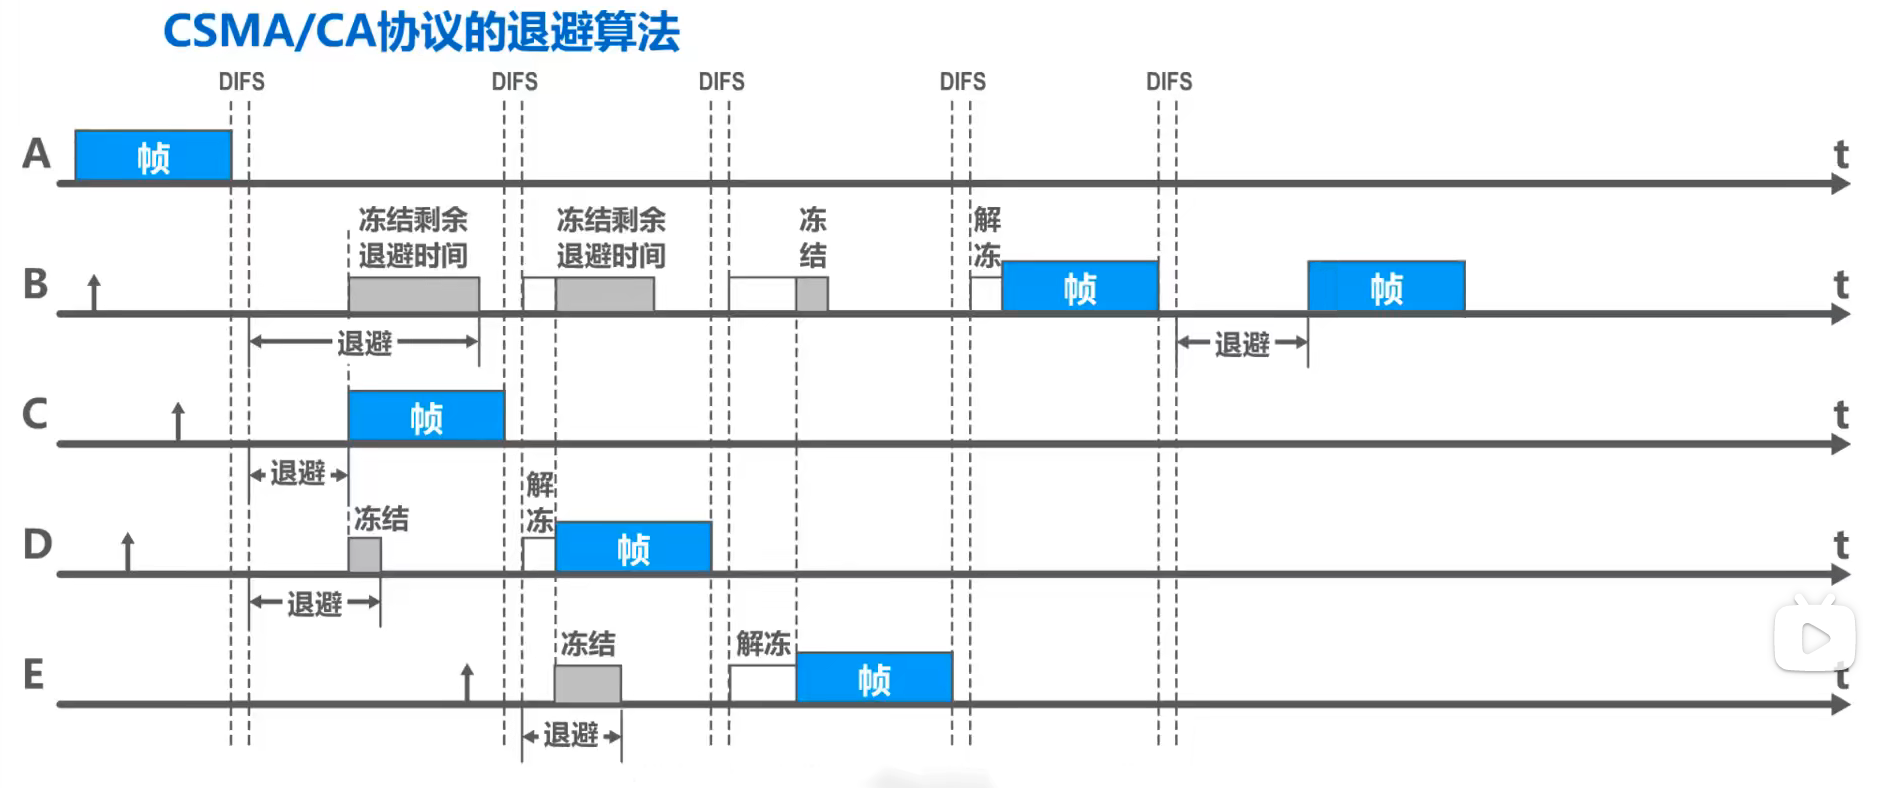 CSMA/CA协议的退避算法
DIFS DIFS DIFS DIFS DIFS
A 帧 t
冻结剩余
退避时间
冻结剩余
退避时间
冻
结
解
冻
B 帧 帧 t
退避 退避
C 帧 t
退避
冻结
解
冻
D 帧 t
退避
冻结 解冻
E 帧 t
退避